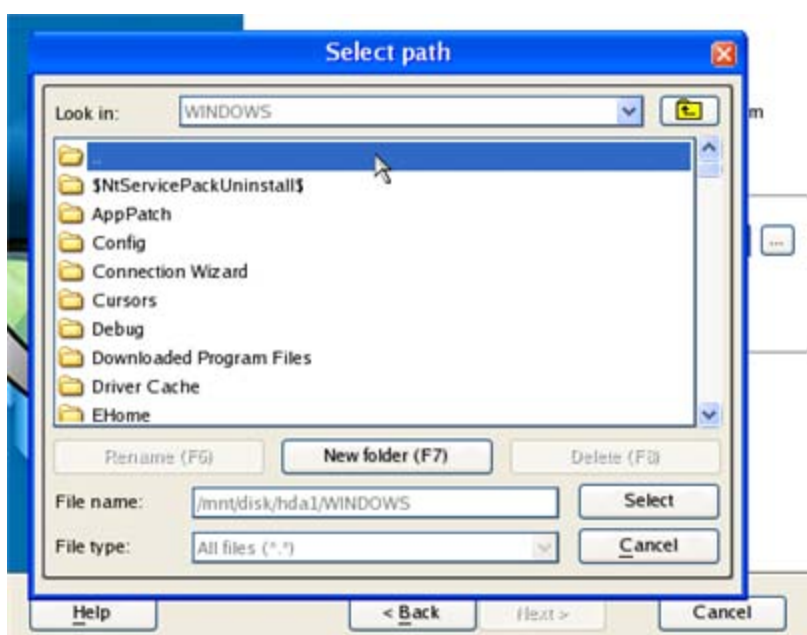 Select path
Look in: WINDOWS
m
..
$NtServicePackUninstall$
AppPatch
Config
Connection Wizard
Cursors
Debug
Downloaded Program Files
Driver Cache
EHome
...
Rename (F6) New folder (F7) Delete (F8)
File name: /mnt/disk/hda1/WINDOWS Select
File type: All files (*.*) Cancel
Help < Back Next > Cancel